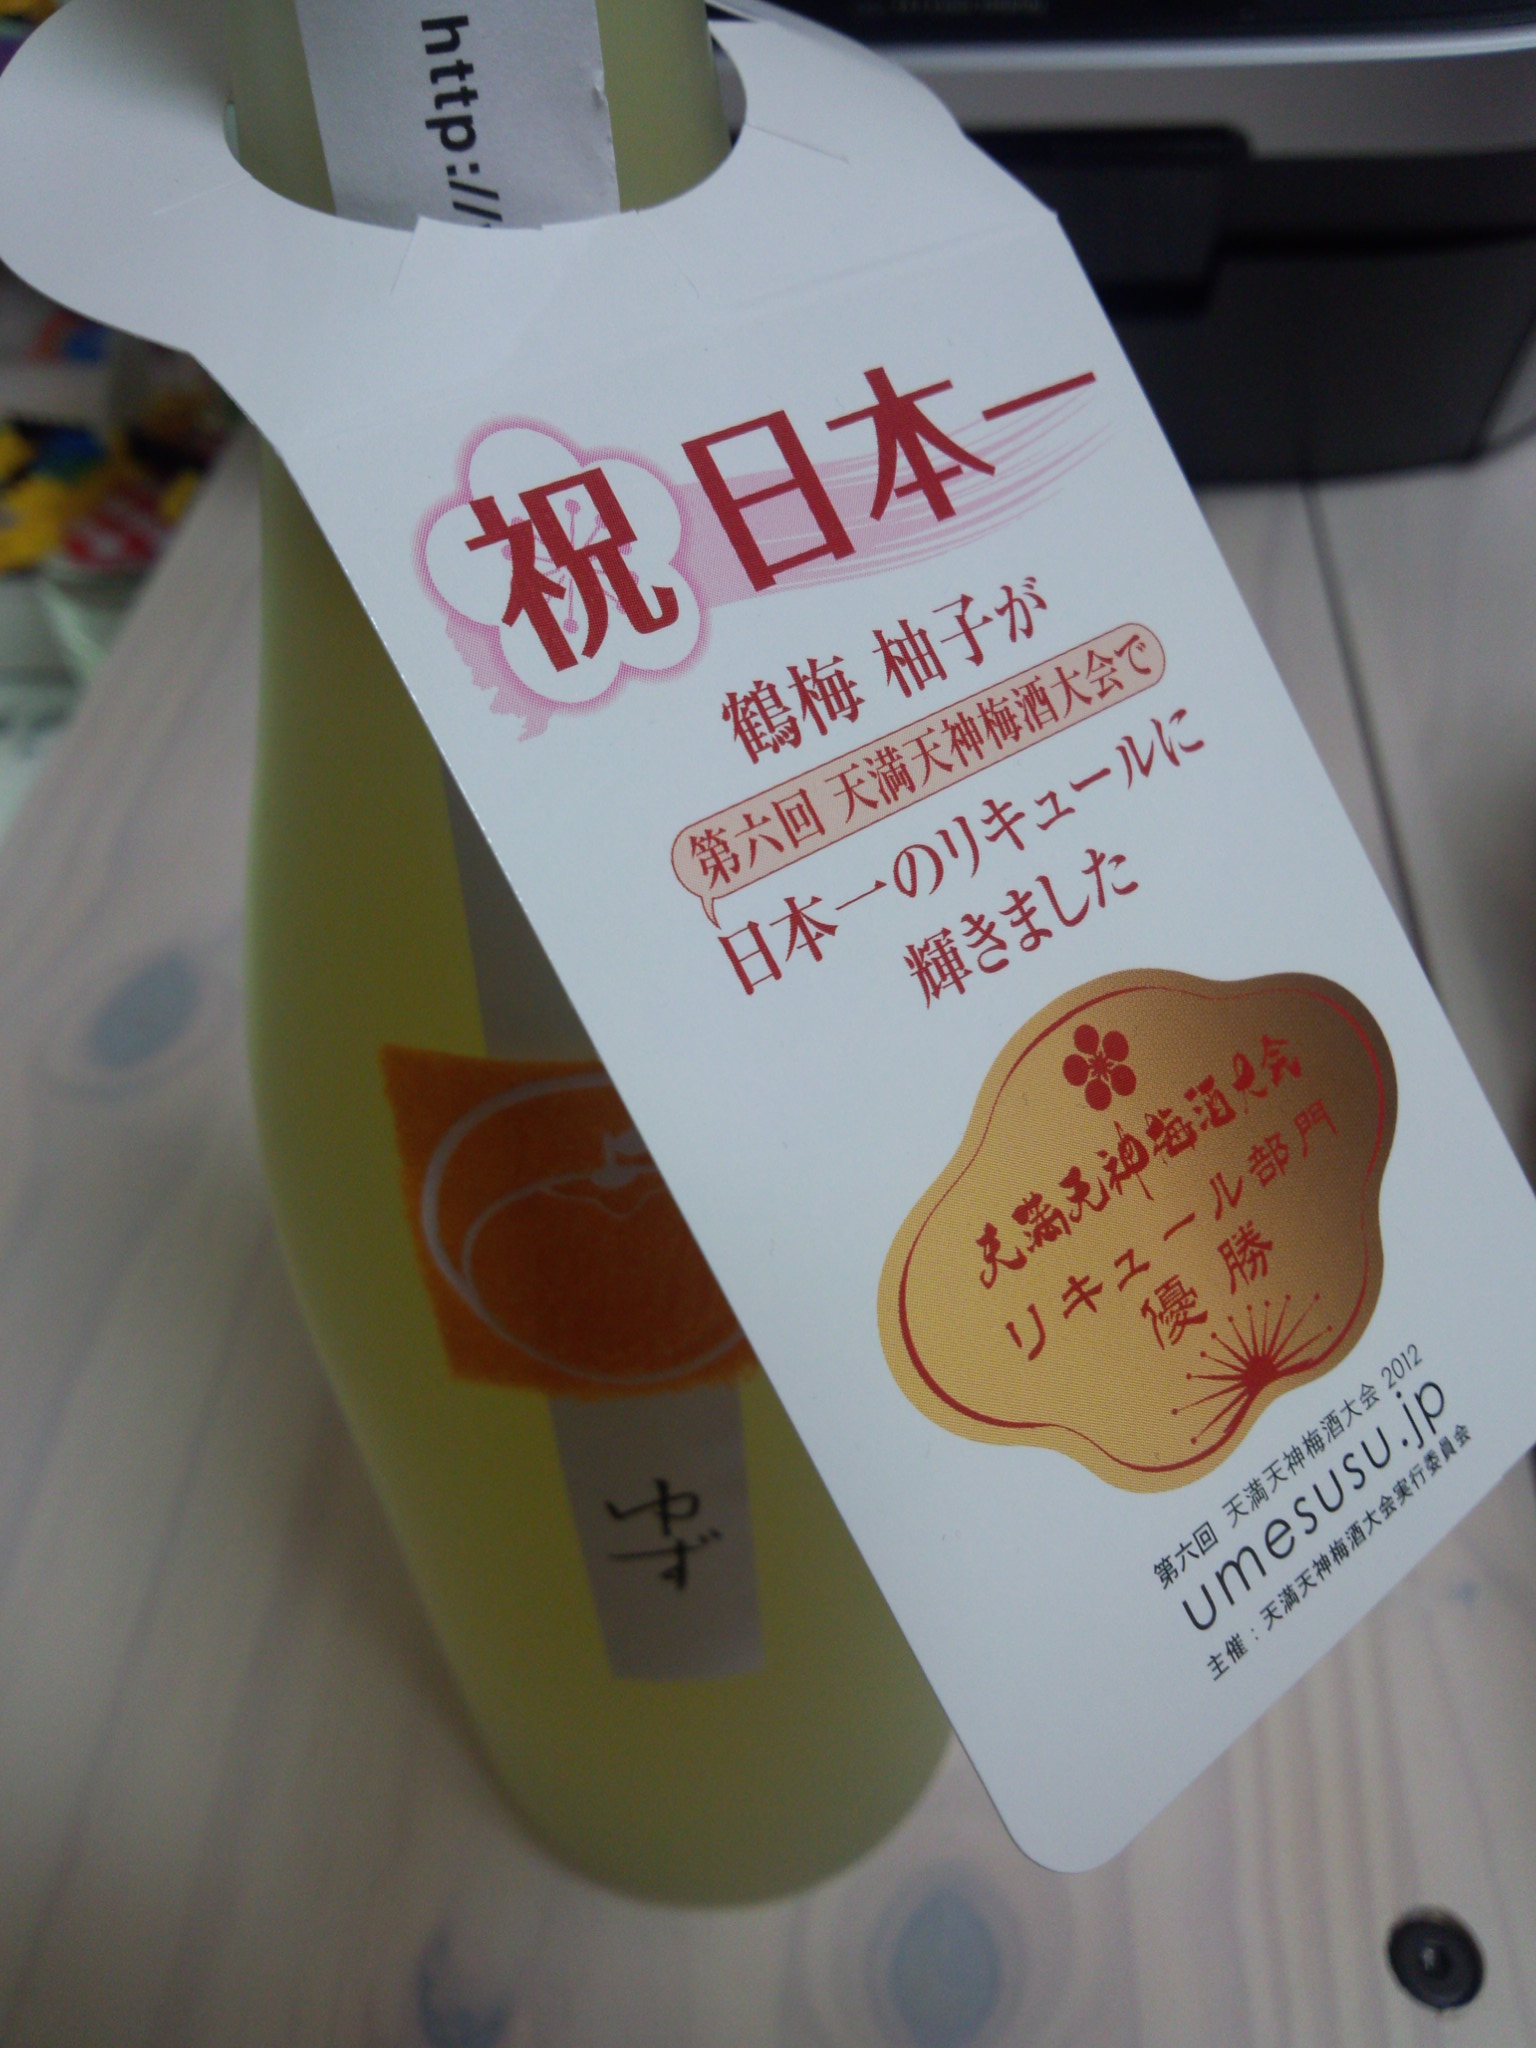 http://
祝 日本一
鶴梅 柚子が
第六回 天満天神梅酒大会で
日本一のリキュールに
輝きました
天満天神梅酒大会
リキュール部門
優勝
第六回 天満天神梅酒大会 2012
umesusu.jp
主催:天満天神梅酒大会実行委員会
ゆず